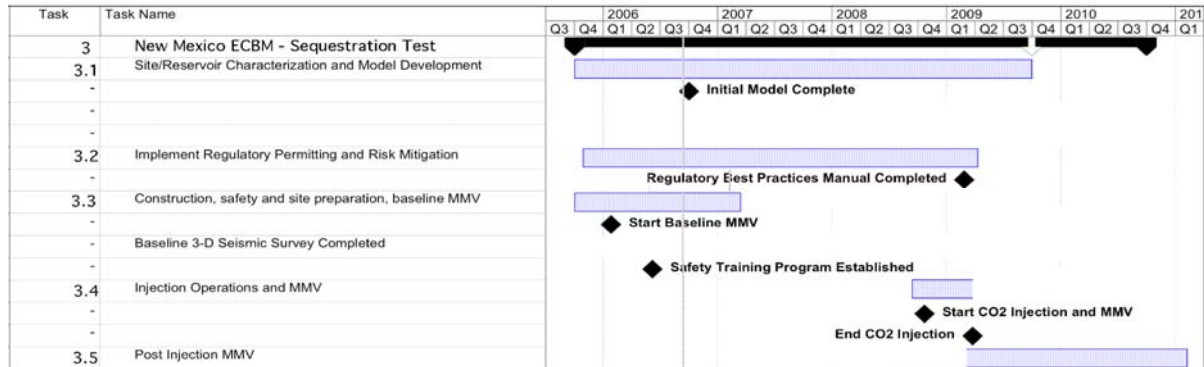 Task Task Name 2006 2007 2008 2009 2010 201
Q3 Q4 Q1 Q2 Q3 Q4 Q1 Q2 Q3 Q4 Q1 Q2 Q3 Q4 Q1 Q2 Q3 Q4 Q1 Q2 Q3 Q4 Q1
3 New Mexico ECBM - Sequestration Test
3.1 Site/Reservoir Characterization and Model Development
- Initial Model Complete
-
-
3.2 Implement Regulatory Permitting and Risk Mitigation
- Regulatory Best Practices Manual Completed
3.3 Construction, safety and site preparation, baseline MMV
- Start Baseline MMV
- Baseline 3-D Seismic Survey Completed
- Safety Training Program Established
3.4 Injection Operations and MMV
- Start CO2 Injection and MMV
- End CO2 Injection
3.5 Post Injection MMV